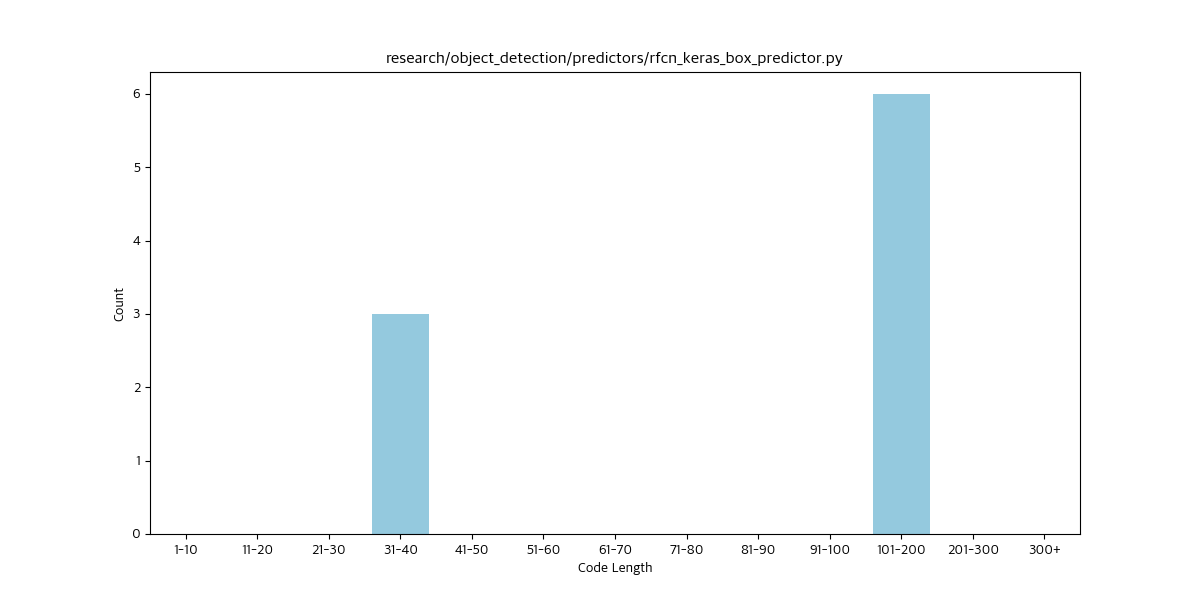 research/object_detection/predictors/rfcn_keras_box_predictor.py
Count
6
5
4
3
2
1
0
1-10 11-20 21-30 31-40 41-50 51-60 61-70 71-80 81-90 91-100 101-200 201-300 300+
Code Length